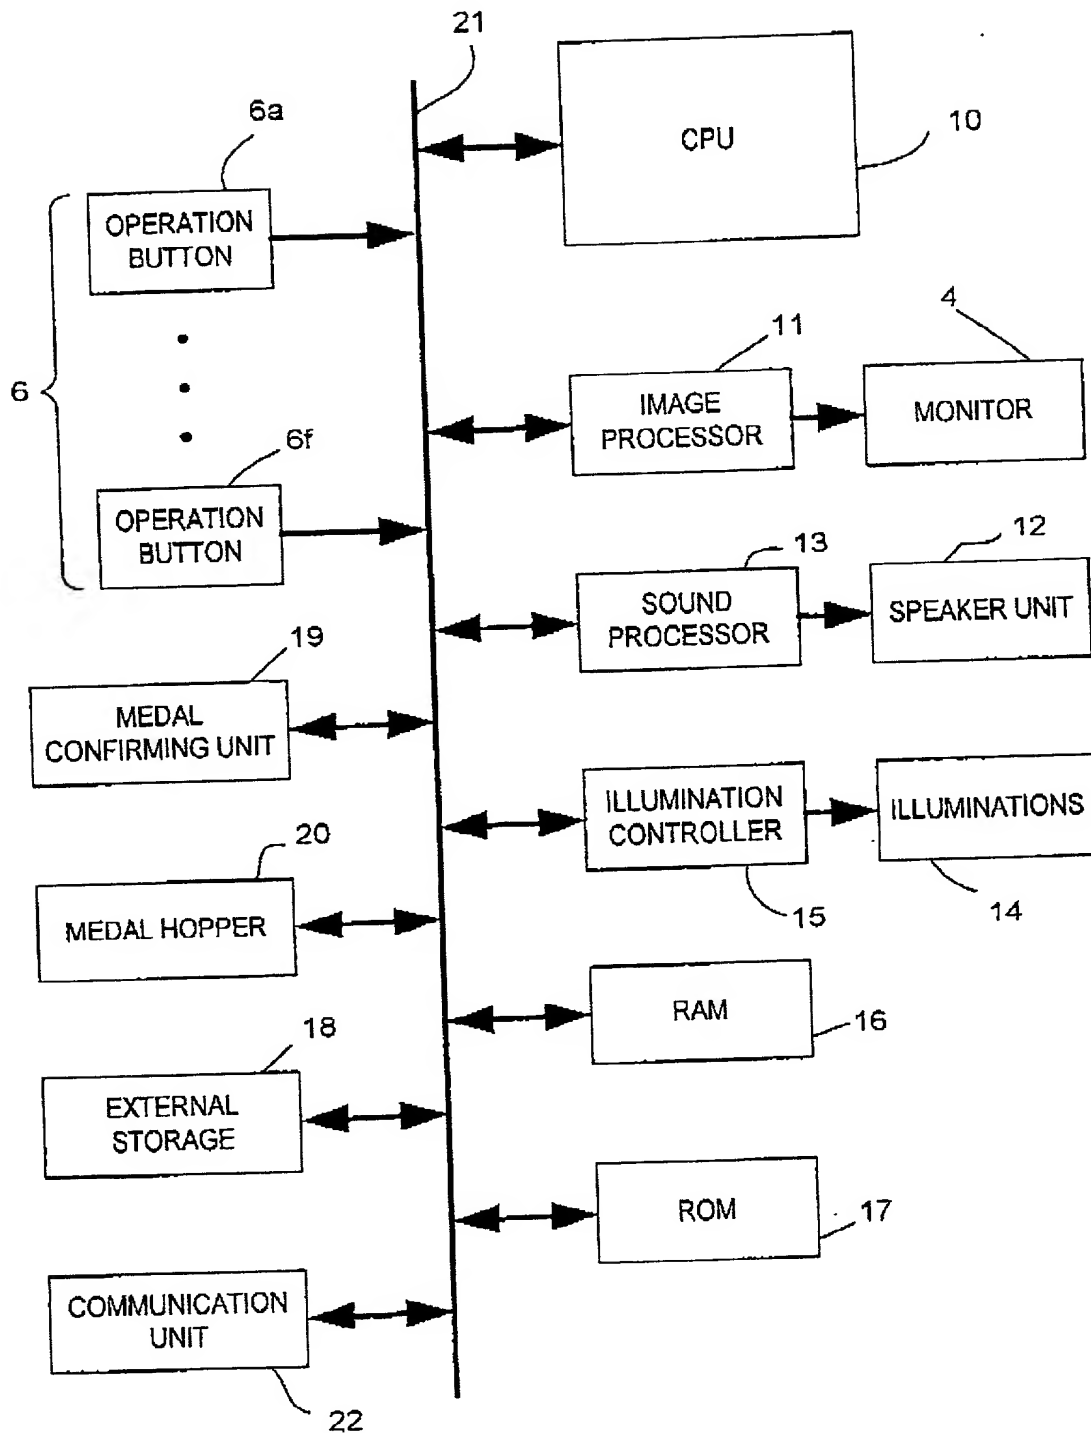 21
6a
CPU
10
OPERATION
BUTTON
6
11
4
IMAGE
PROCESSOR
MONITOR
6f
OPERATION
BUTTON
13
12
SOUND
PROCESSOR
SPEAKER UNIT
19
MEDAL
CONFIRMING UNIT
ILLUMINATION
CONTROLLER
ILLUMINATIONS
20
15
14
MEDAL HOPPER
RAM
16
18
EXTERNAL
STORAGE
ROM
17
COMMUNICATION
UNIT
22